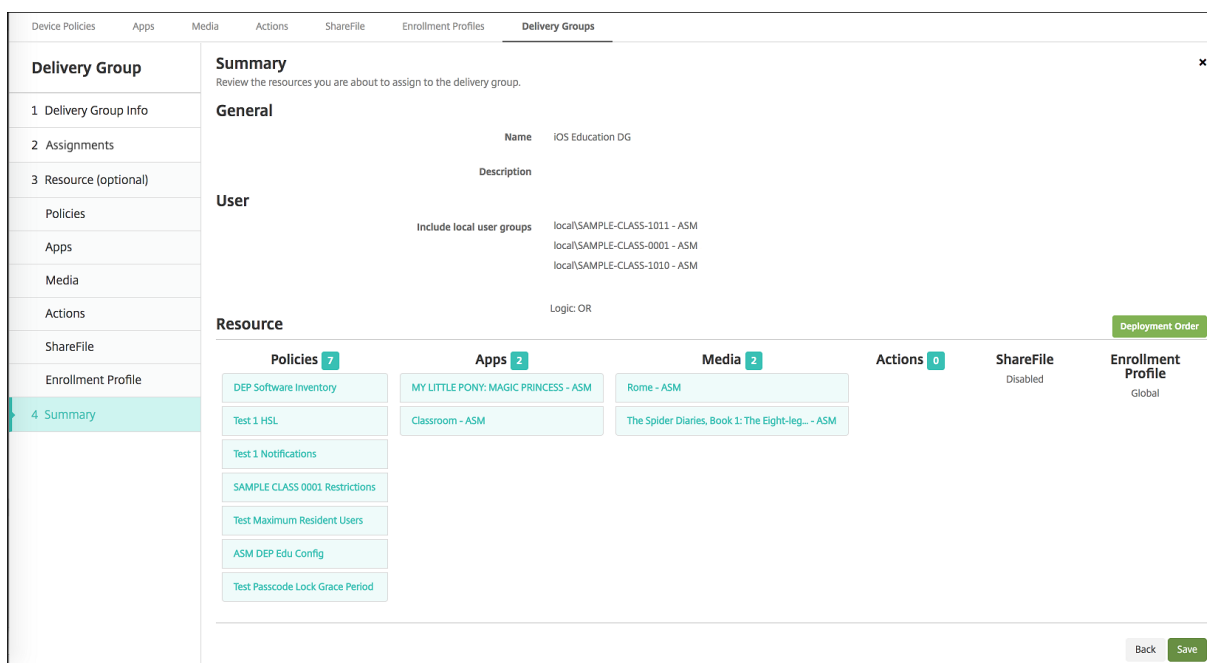 Device Policies Apps Media Actions ShareFile Enrollment Profiles Delivery Groups
Delivery Group
1 Delivery Group Info
2 Assignments
3 Resource (optional)
Policies
Apps
Media
Actions
ShareFile
Enrollment Profile
4 Summary
Summary
Review the resources you are about to assign to the delivery group.
General
Name iOS Education DG
Description
User
Include local user groups local\SAMPLE-CLASS-1011 - ASM
local\SAMPLE-CLASS-0001 - ASM
local\SAMPLE-CLASS-1010 - ASM
Logic: OR
Resource
Deployment Order
Policies 7
DEP Software Inventory
Test 1 HSL
Test 1 Notifications
SAMPLE CLASS 0001 Restrictions
Test Maximum Resident Users
ASM DEP Edu Config
Test Passcode Lock Grace Period
Apps 2
MY LITTLE PONY: MAGIC PRINCESS - ASM
Classroom - ASM
Media 2
Rome - ASM
The Spider Diaries, Book 1: The Eight-leg... - ASM
Actions 0
ShareFile
Disabled
Enrollment
Profile
Global
Back Save